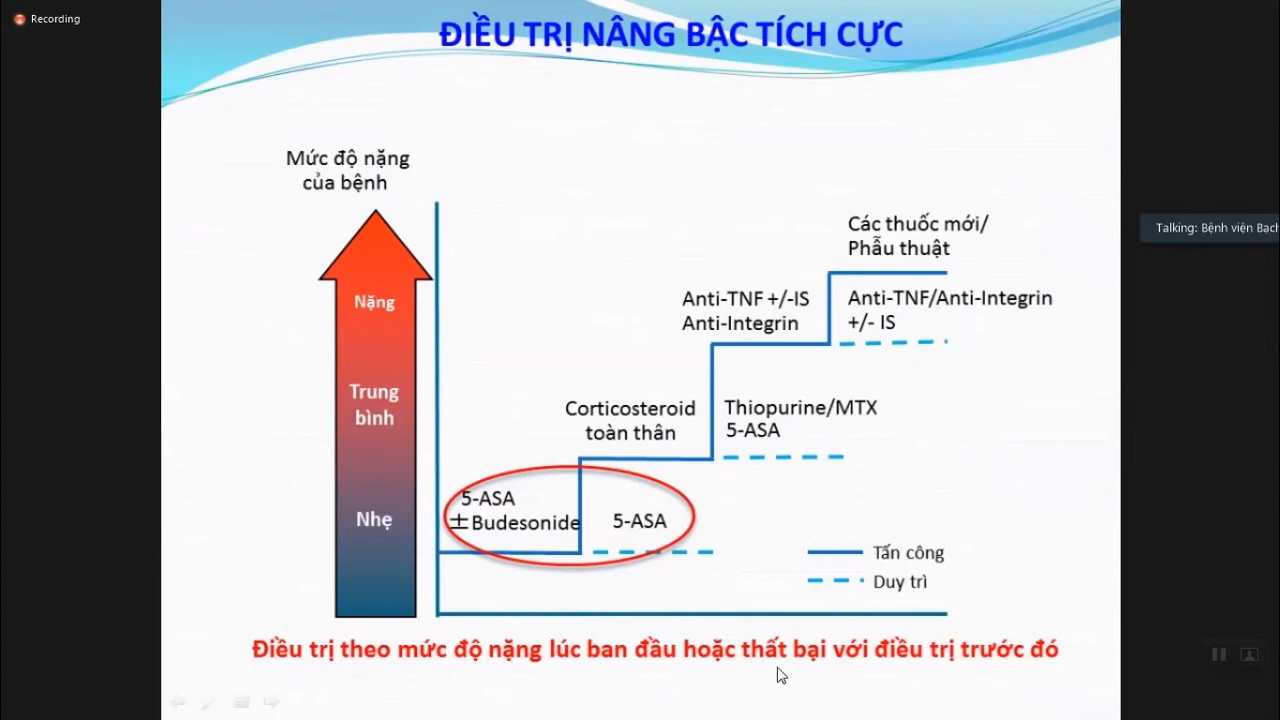 Recording
ĐIỀU TRỊ NÂNG BẬC TÍCH CỰC
Talking: Bệnh viện Bạch
Mức độ nặng
của bệnh
Nặng
Trung
bình
Nhẹ
Các thuốc mới/
Phẫu thuật
Anti-TNF +/-IS
Anti-Integrin
Anti-TNF/Anti-Integrin
+/- IS
Corticosteroid
toàn thân
Thiopurine/MTX
5-ASA
5-ASA
± Budesonide
5-ASA
Tấn công
Duy trì
Điều trị theo mức độ nặng lúc ban đầu hoặc thất bại với điều trị trước đó